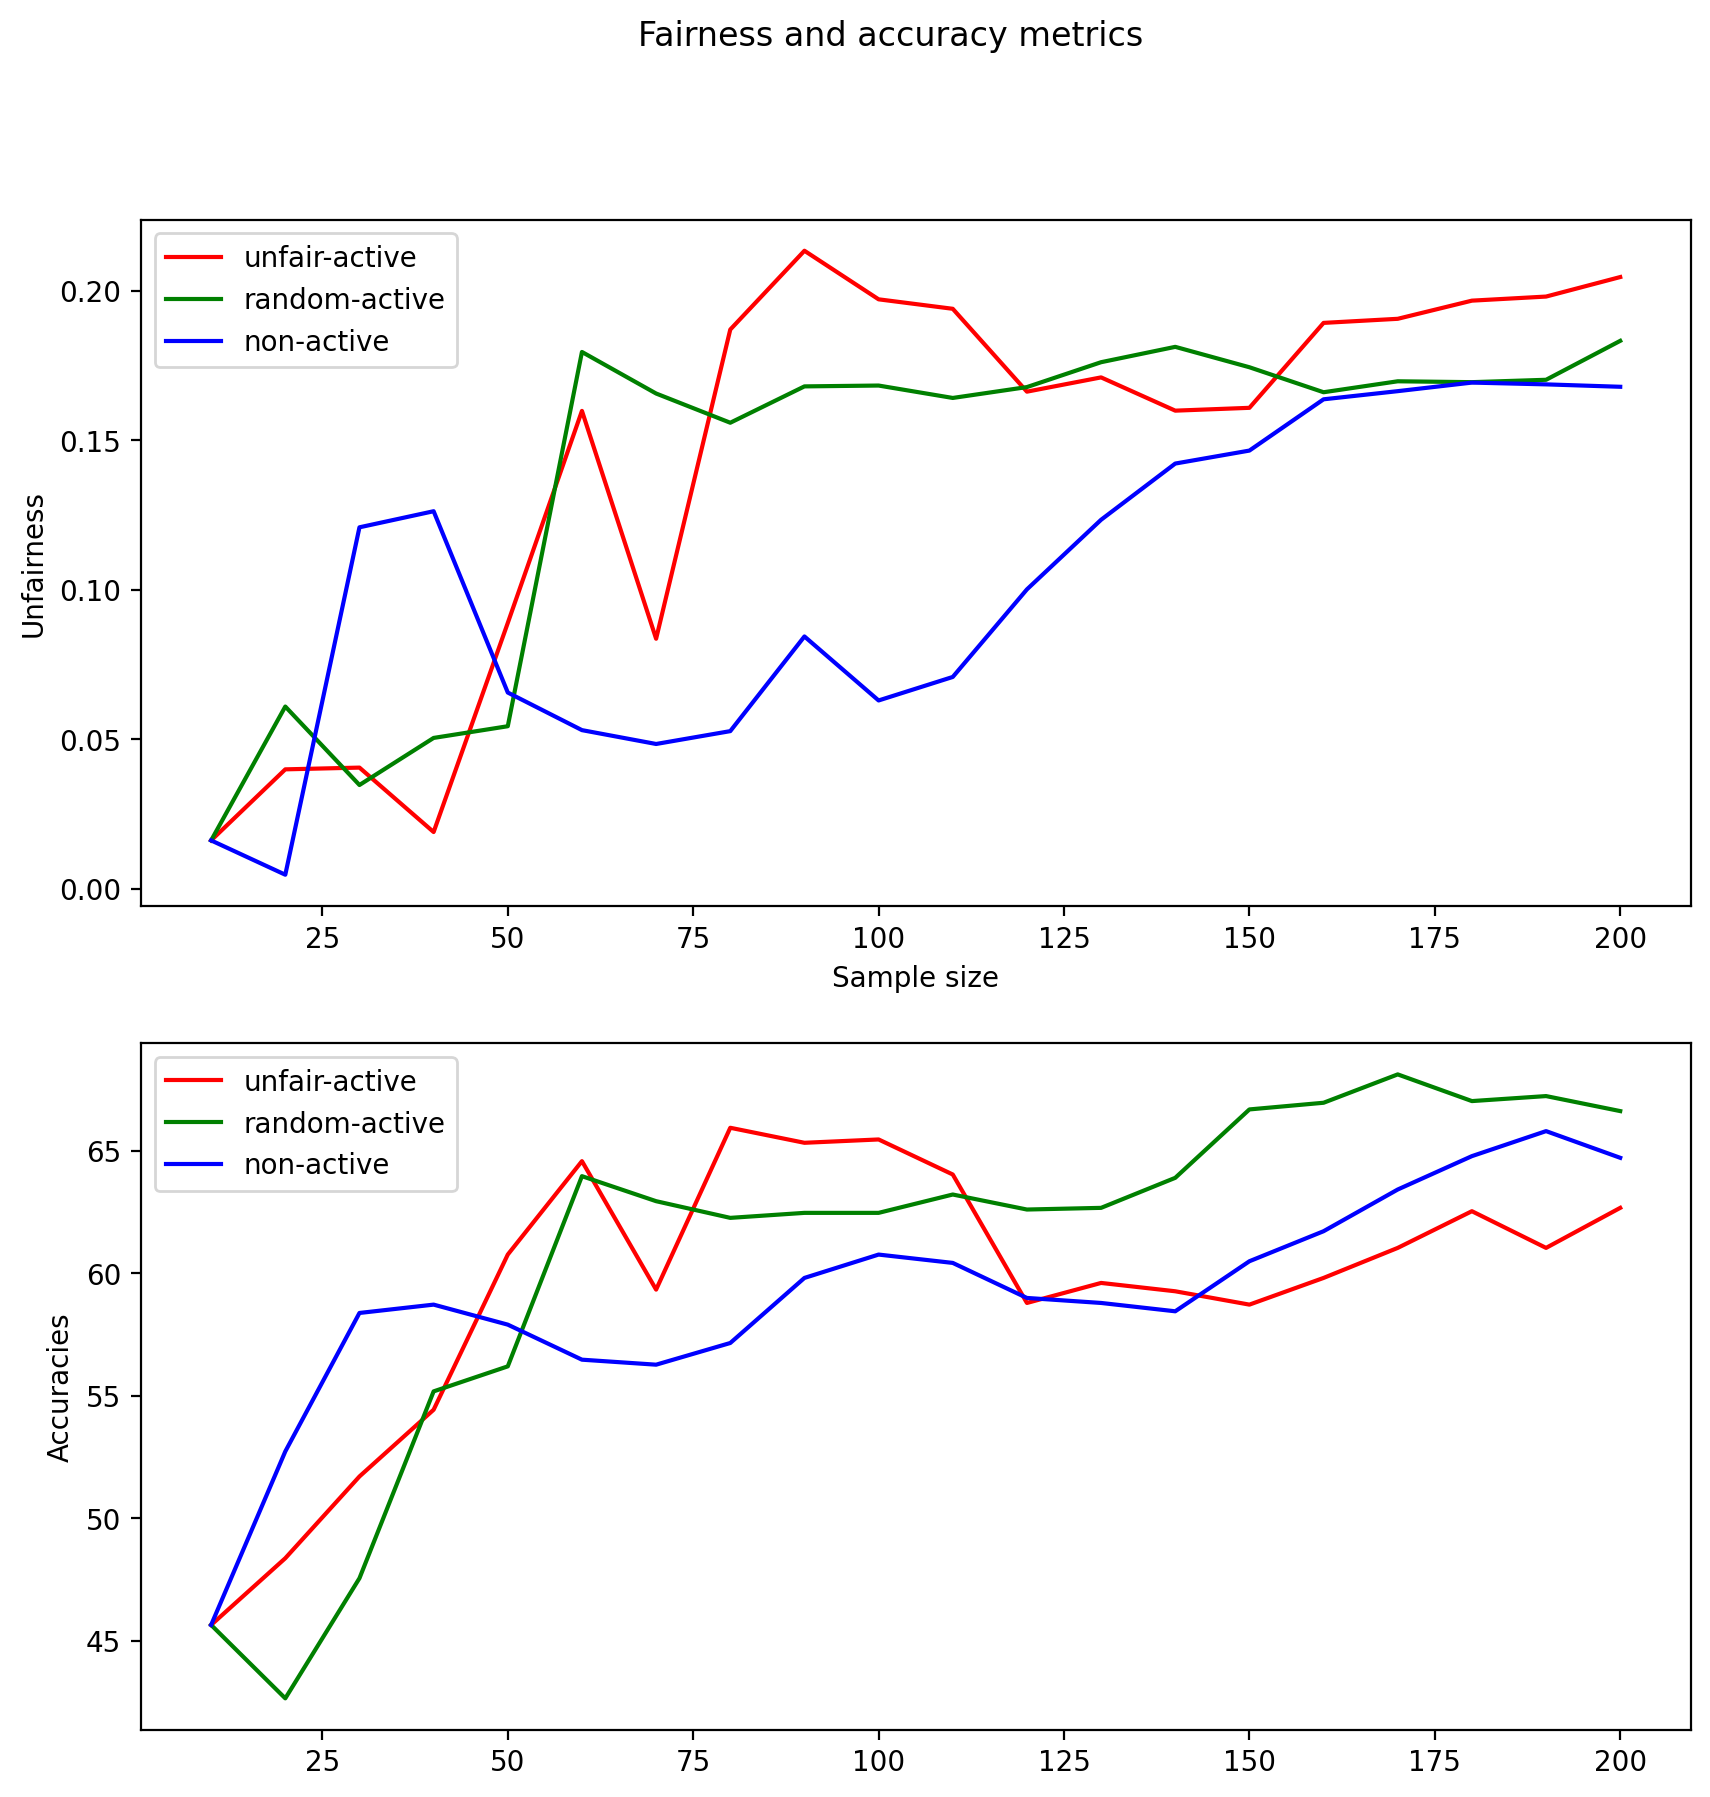 Fairness and accuracy metrics
unfair-active
random-active
non-active
0.20
0.15
0.10
0.05
0.00
Unfairness
25 50 75 100 125 150 175 200
Sample size
unfair-active
random-active
non-active
65
60
55
50
45
Accuracies
25 50 75 100 125 150 175 200